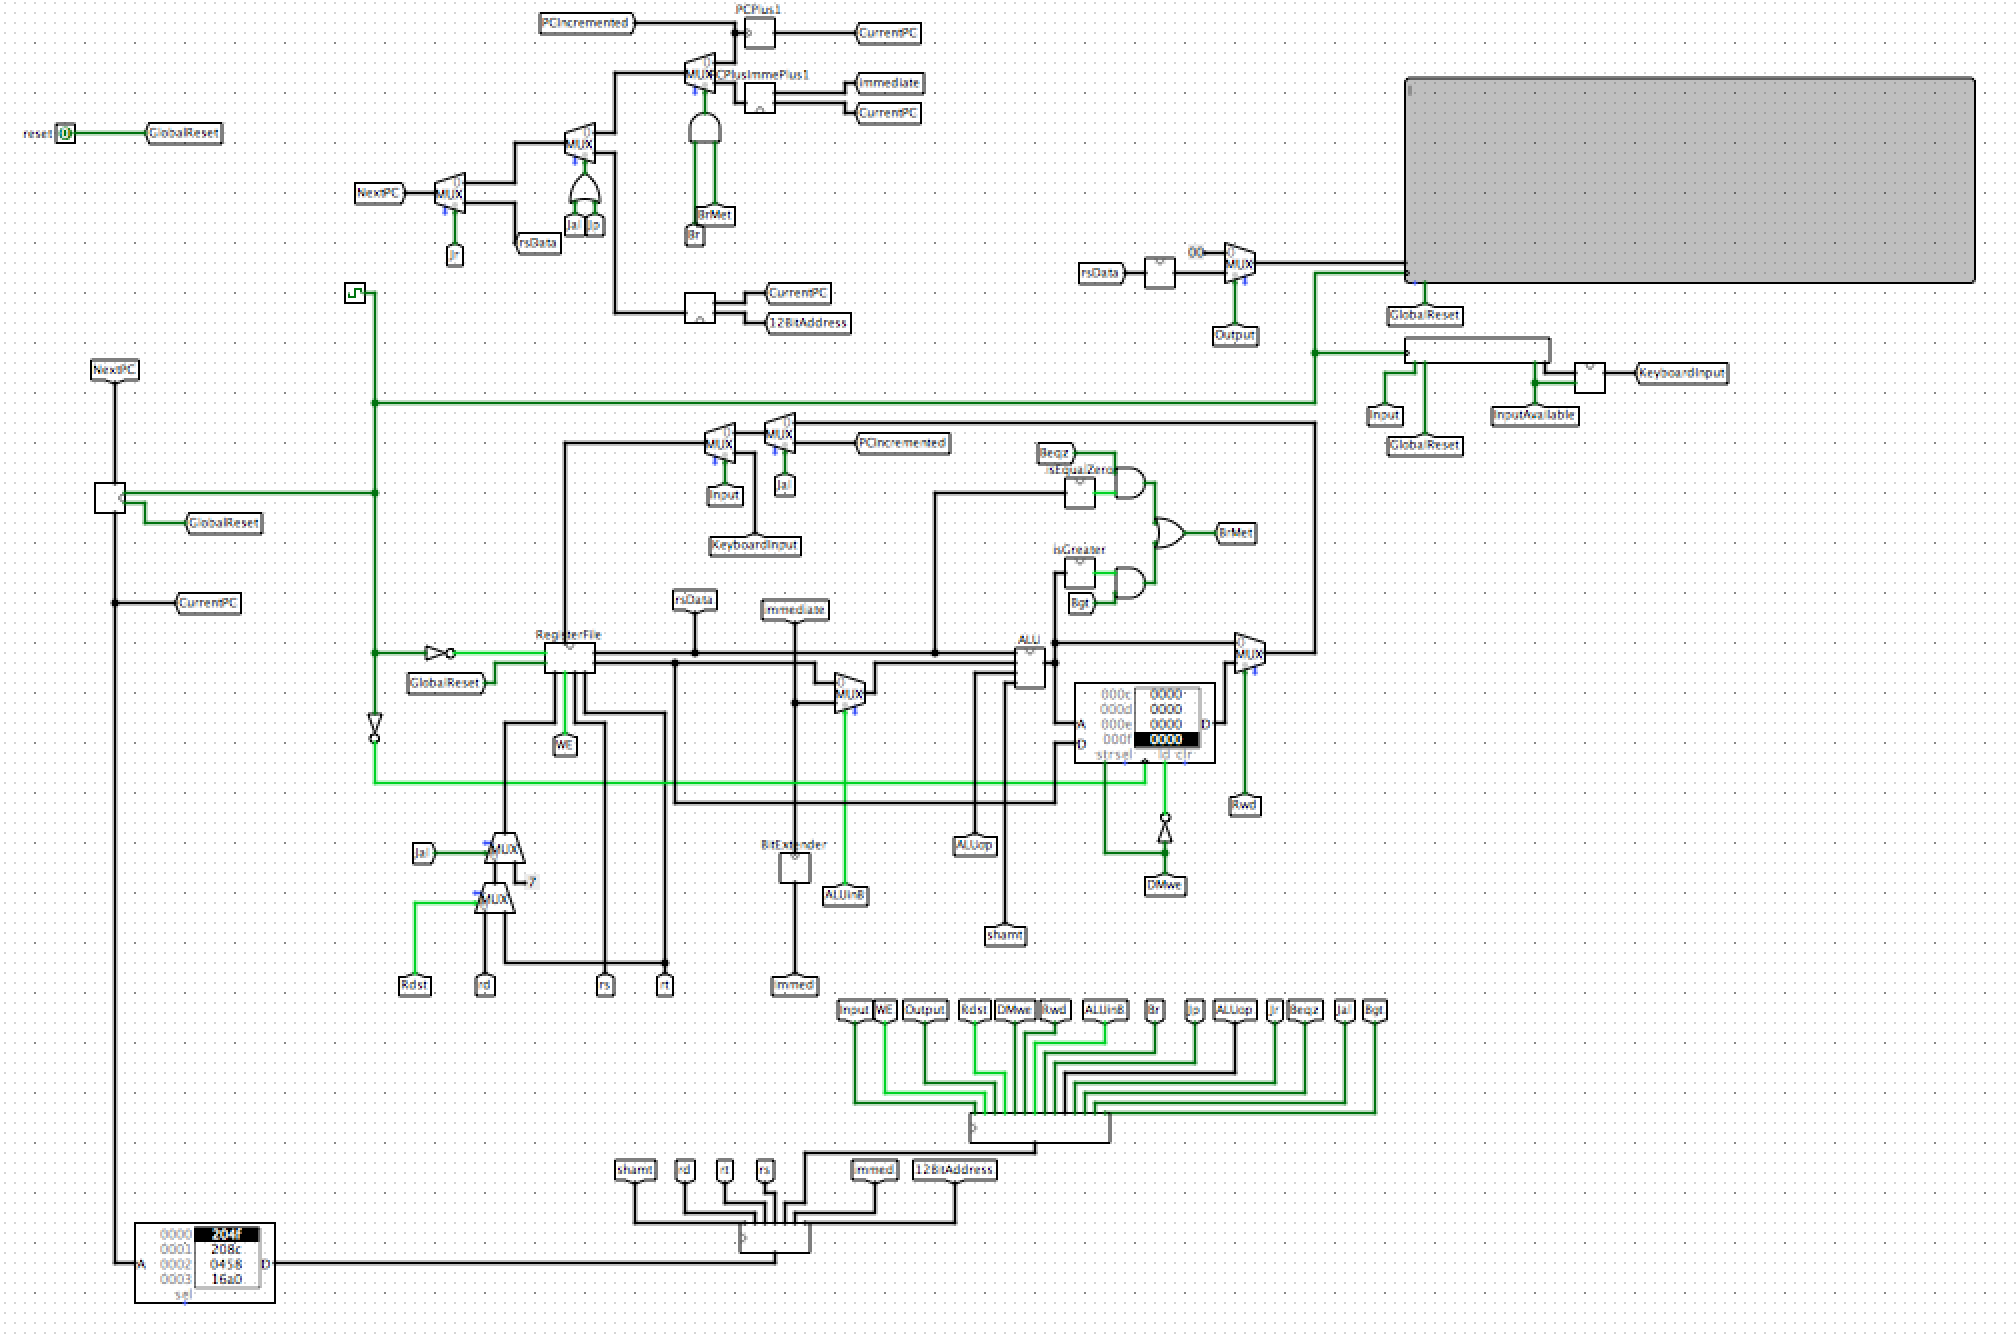 PCPlus1
PCIncremented
CurrentPC
MUX
CPlusImmePlus1
immediate
CurrentPC
reset 0 GlobalReset
MUX
NextPC MUX
Jal Jp
BrMet
Br
rsData
Jr
00
MUX
rsData
CurrentPC
12BitAddress
Output
GlobalReset
NextPC
KeyboardInput
Input InputAvailable
GlobalReset
MUX MUX PCIncremented
Beqz
isEqualZero
Input Jal
GlobalReset
BrMet
KeyboardInput
isGreater
CurrentPC
rsData immediate
Bgt
RegisterFile ALU
MUX
GlobalReset
MUX
000c 0000
000d 0000
A 000e 0000 D
D 000f 0000
str sel ld clr
WE
Rwd
Jal MUX
BitExtender
ALUop
7
MUX
DMwe
ALUinB
shamt
Rdst rd rs rt immed
Input WE Output Rdst DMwe Rwd ALUinB Br Jp ALUop Jr Beqz Jal Bgt
shamt rd rt rs immed 12BitAddress
0000 204f
0001 208c
A 0002 0458 D
0003 16a0
sel